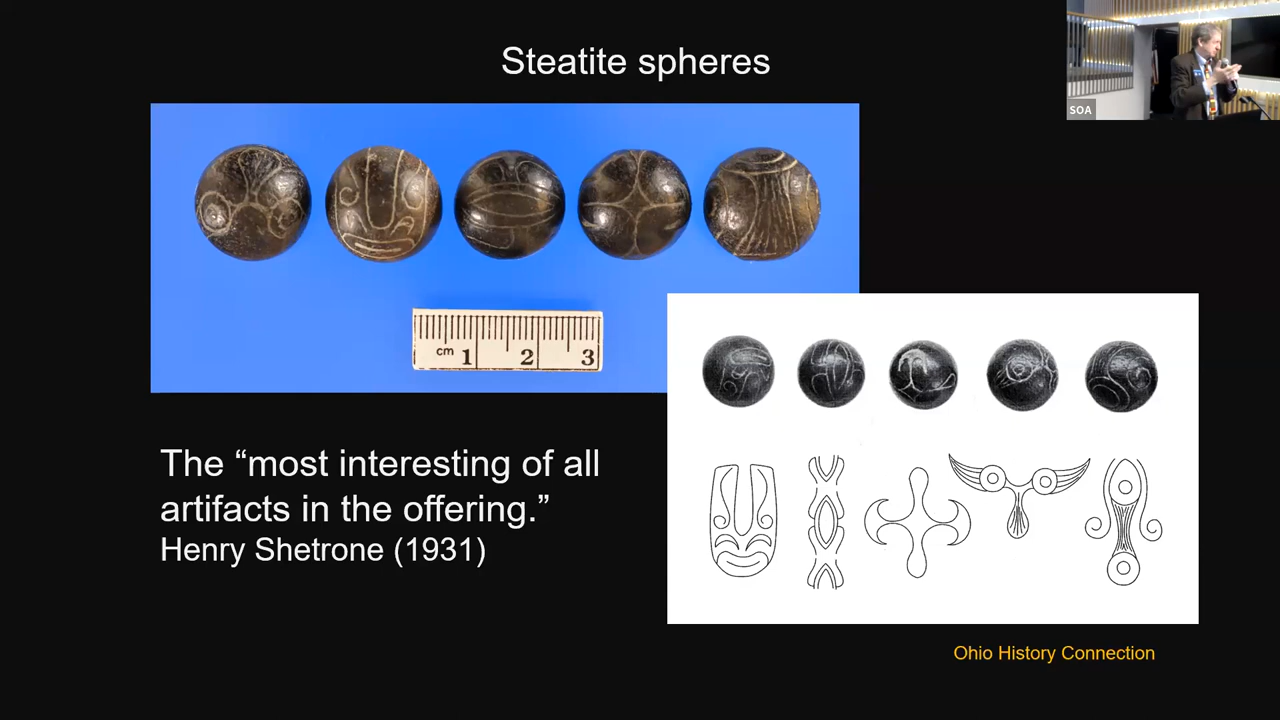 Steatite spheres
SOA
cm 1 2 3
The “most interesting of all
artifacts in the offering.”
Henry Shetrone (1931)
Ohio History Connection